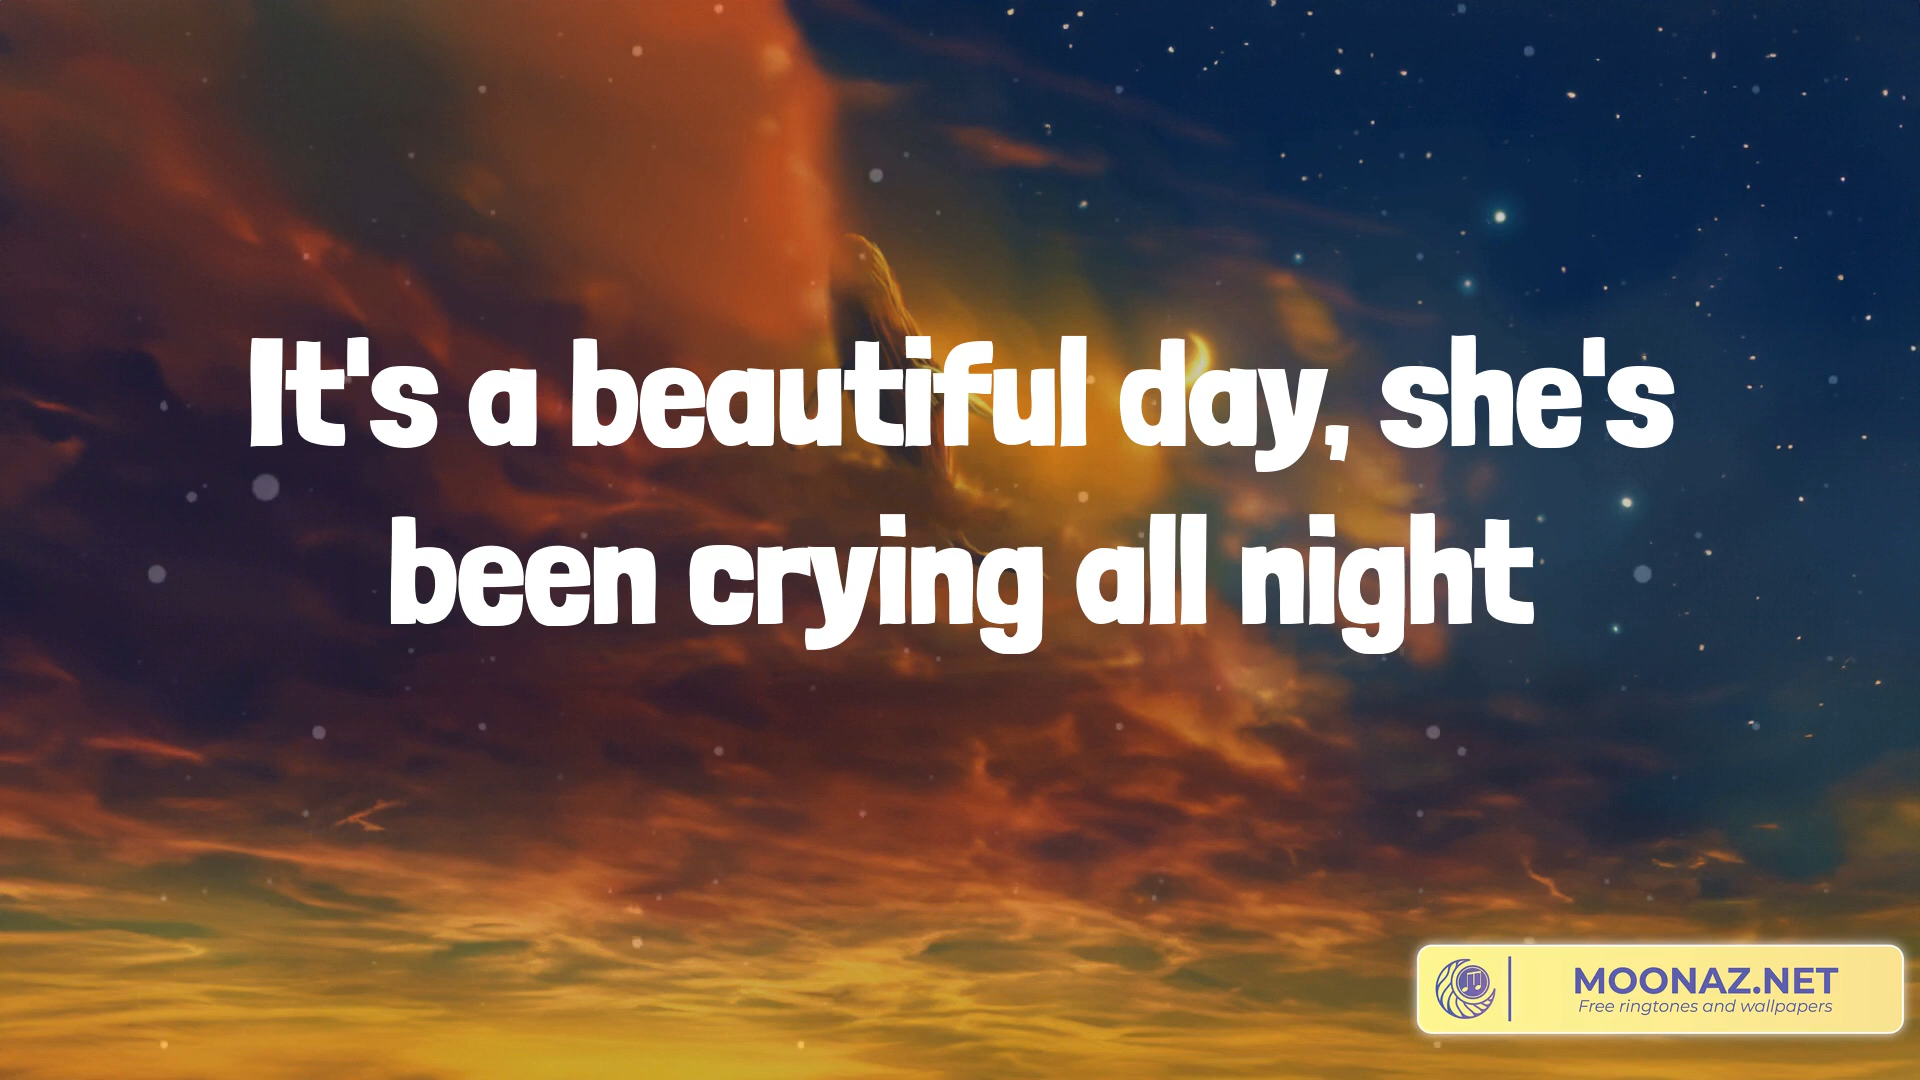 It's a beautiful day, she's
been crying all night
MOONAZ.NET
Free ringtones and wallpapers